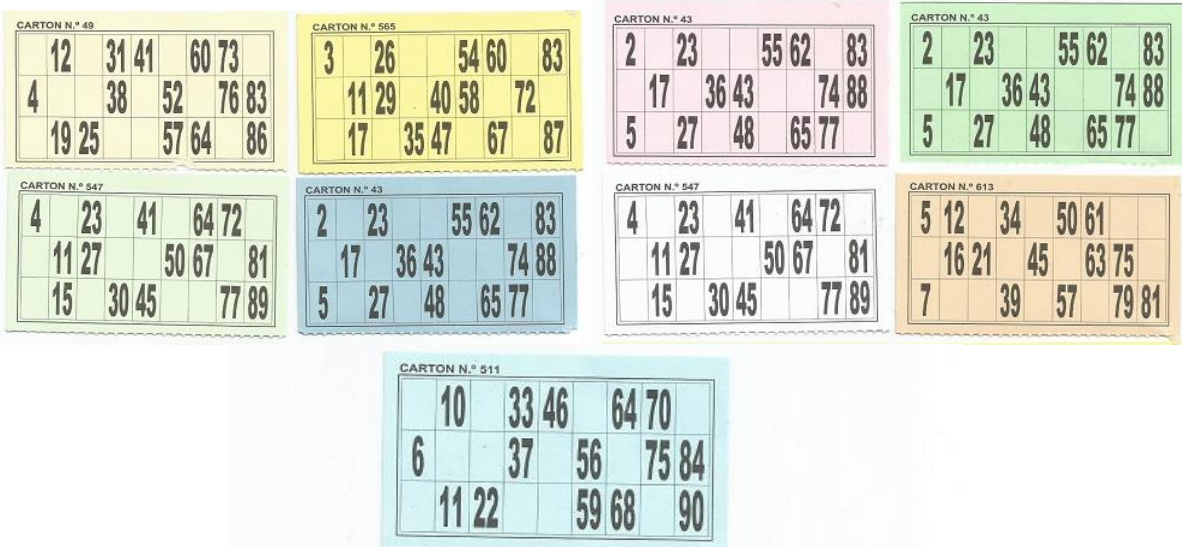 CARTON N.º 49
12 31 41 60 73
4 38 52 76 83
19 25 57 64 86
CARTON N.º 565
3 26 54 60 83
11 29 40 58 72
17 35 47 67 87
CARTON N.º 43
2 23 55 62 83
17 36 43 74 88
5 27 48 65 77
CARTON N.º 43
2 23 55 62 83
17 36 43 74 88
5 27 48 65 77
CARTON N.º 547
4 23 41 64 72
11 27 50 67 81
15 30 45 77 89
CARTON N.º 43
2 23 55 62 83
17 36 43 74 88
5 27 48 65 77
CARTON N.º 547
4 23 41 64 72
11 27 50 67 81
15 30 45 77 89
CARTON N.º 613
5 12 34 50 61
16 21 45 63 75
7 39 57 79 81
CARTON N.º 511
10 33 46 64 70
6 37 56 75 84
11 22 59 68 90